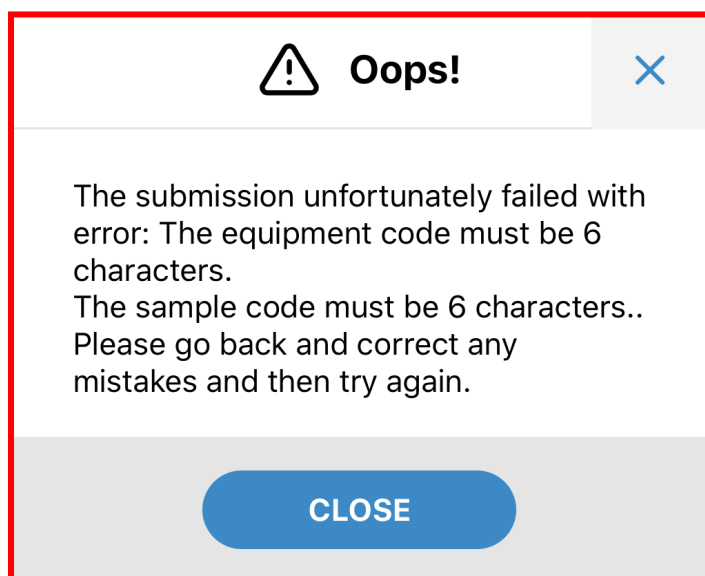 Oops!
The submission unfortunately failed with
error: The equipment code must be 6
characters.
The sample code must be 6 characters..
Please go back and correct any
mistakes and then try again.
CLOSE